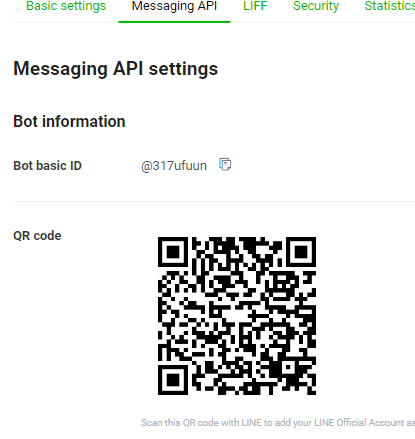 Basic settings Messaging API LIFF Security Statistics
Messaging API settings
Bot information
Bot basic ID @317ufuun
QR code
Scan this QR code with LINE to add your LINE Official Account as